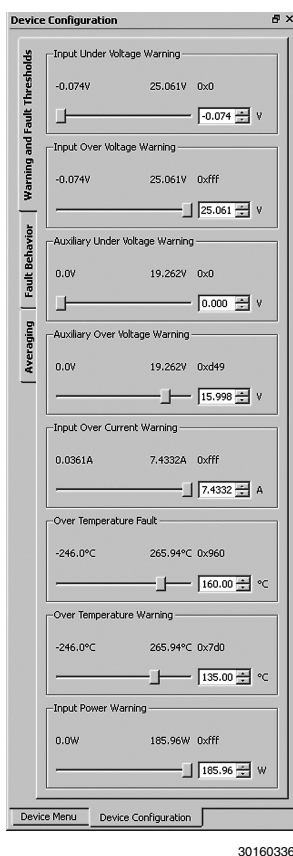 Device Configuration
Warning and Fault Thresholds
Fault Behavior
Averaging
Input Under Voltage Warning
-0.074V 25.061V 0x0
-0.074 V
Input Over Voltage Warning
-0.074V 25.061V 0xfff
25.061 V
Auxiliary Under Voltage Warning
0.0V 19.262V 0x0
0.000 V
Auxiliary Over Voltage Warning
0.0V 19.262V 0xd49
15.998 V
Input Over Current Warning
0.0361A 7.4332A 0xfff
7.4332 A
Over Temperature Fault
-246.0°C 265.94°C 0x960
160.00 °C
Over Temperature Warning
-246.0°C 265.94°C 0x7d0
135.00 °C
Input Power Warning
0.0W 185.96W 0xfff
185.96 W
Device Menu Device Configuration
30160336